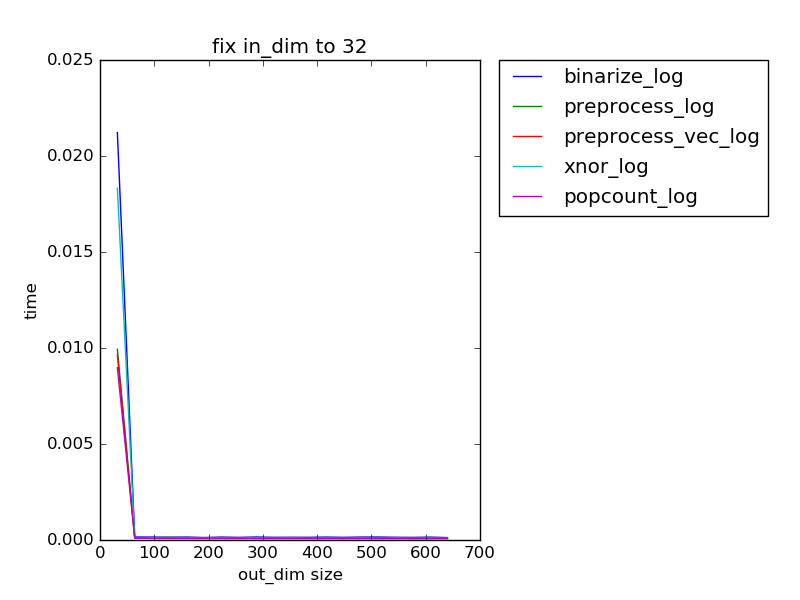 fix in_dim to 32
0.025
0.020
0.015
0.010
0.005
0.000
time
0 100 200 300 400 500 600 700
out_dim size
binarize_log
preprocess_log
preprocess_vec_log
xnor_log
popcount_log